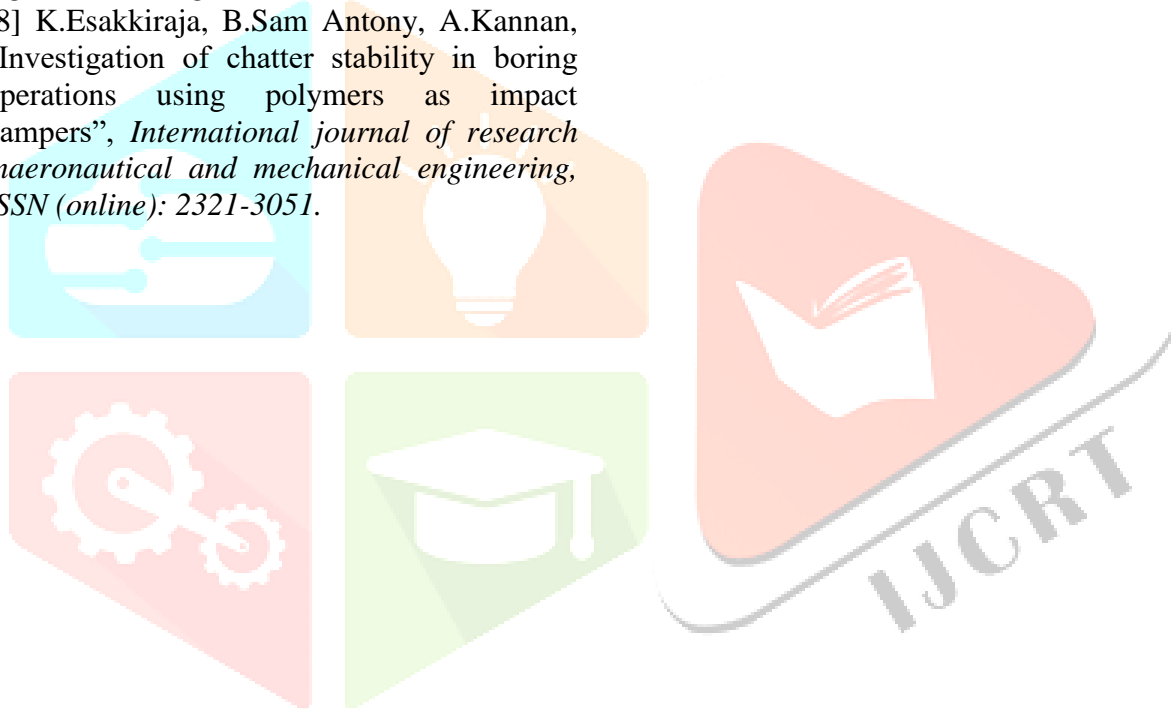 8] K.Esakkiraja, B.Sam Antony, A.Kannan,
Investigation of chatter stability in boring
perations using polymers as impact
ampers”, International journal of research
naeronautical and mechanical engineering,
SSN (online): 2321-3051.
IJCRT